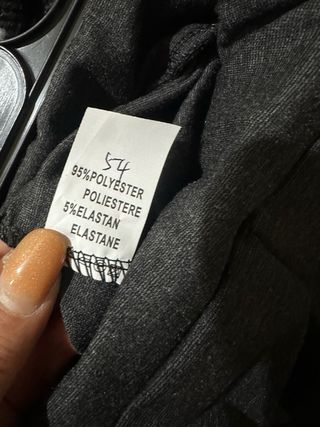 54
95%POLYESTER
POLIESTERE
5%ELASTAN
ELASTANE